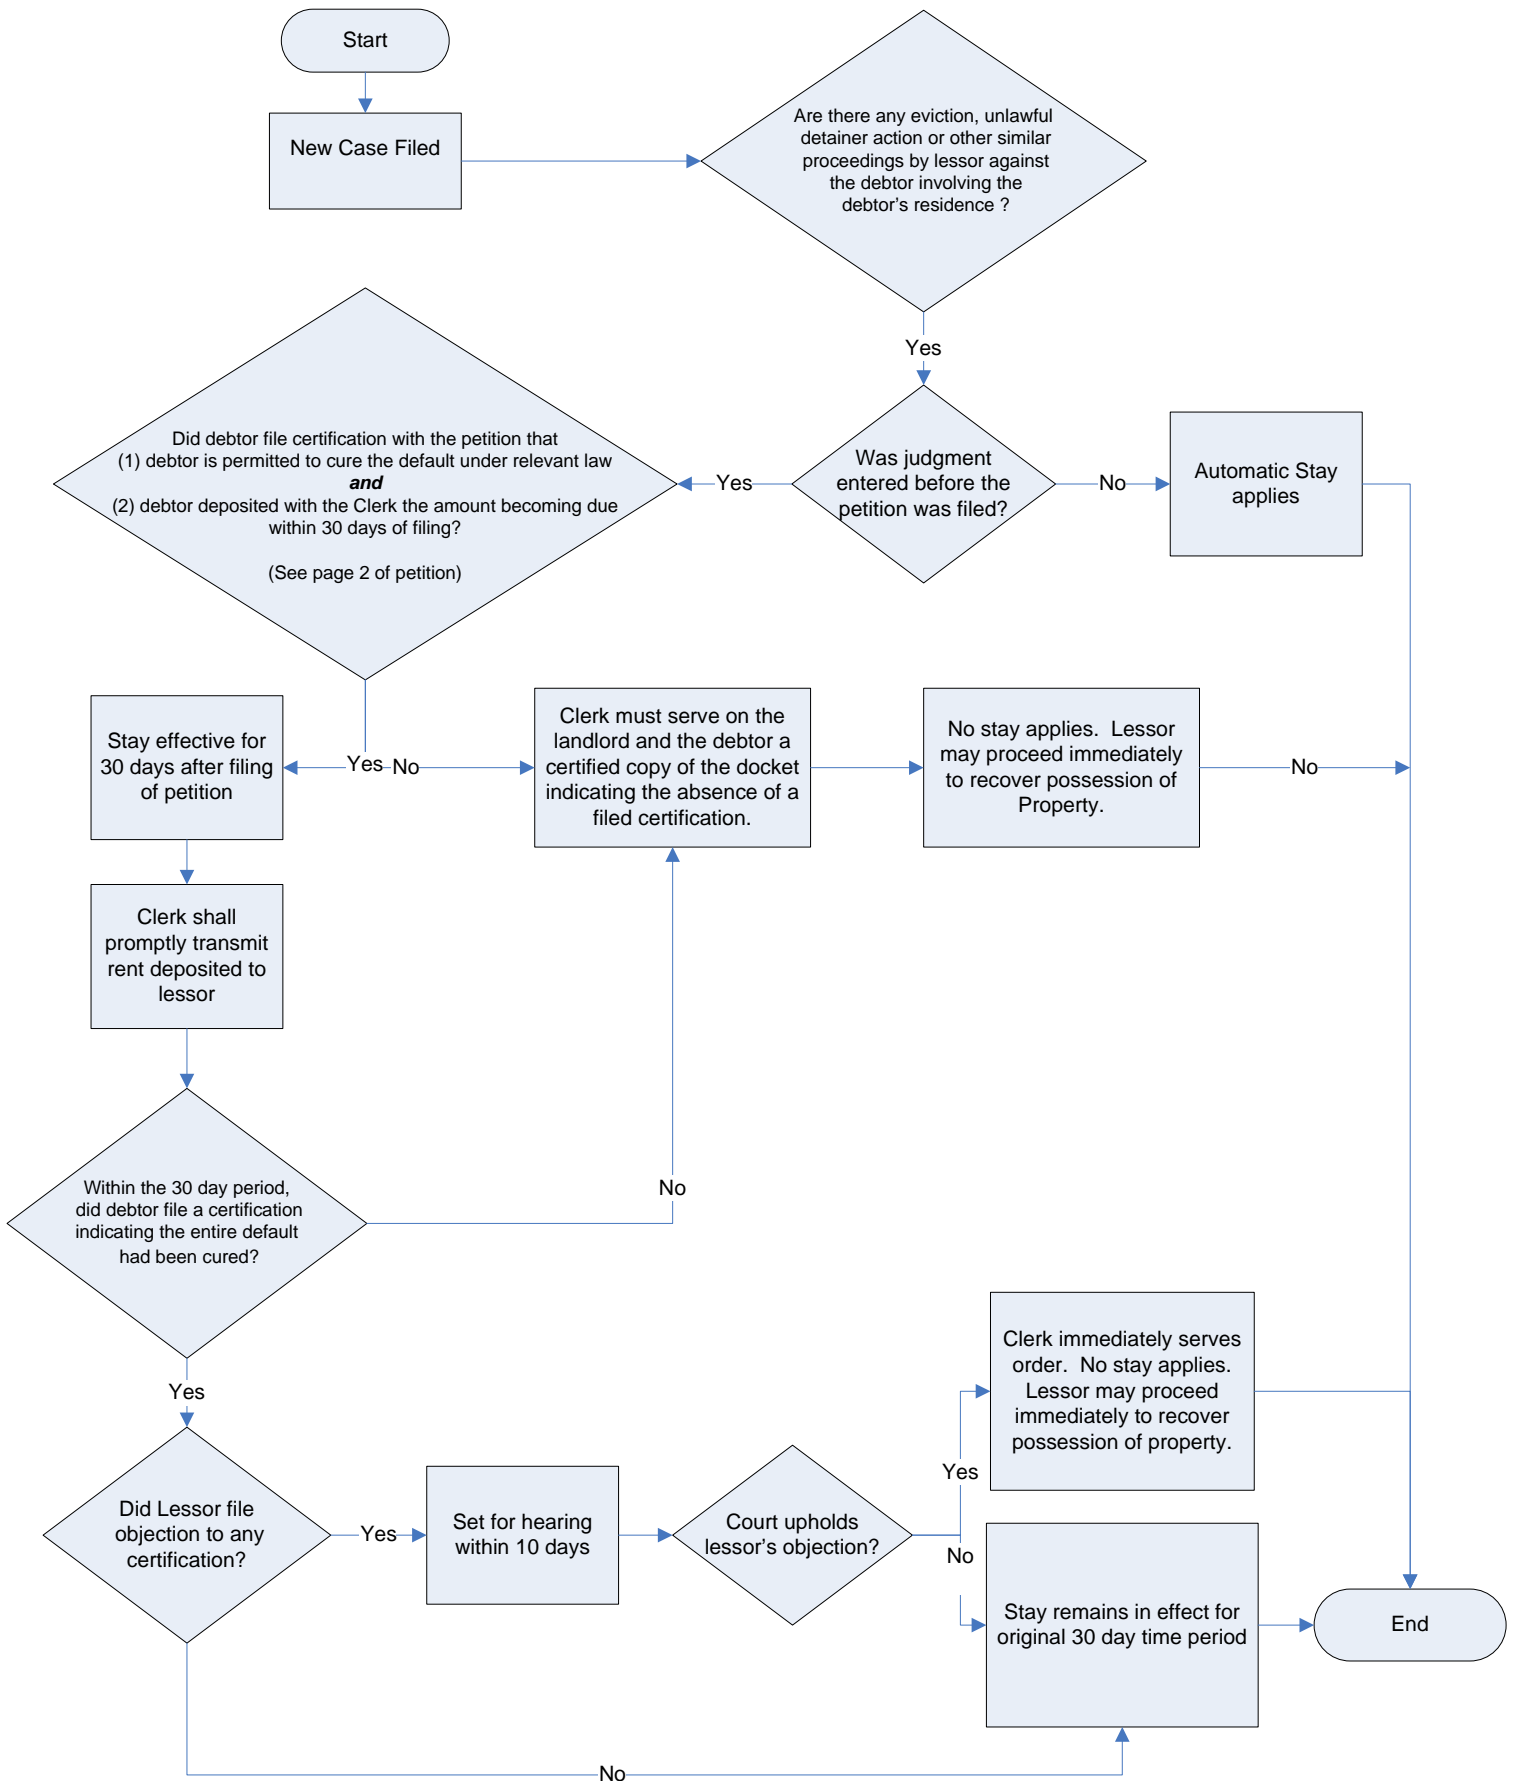 Start
New Case Filed
Are there any eviction, unlawful
detainer action or other similar
proceedings by lessor against
the debtor involving the
debtor's residence ?
Yes
Did debtor file certification with the petition that
(1) debtor is permitted to cure the default under relevant law
and
(2) debtor deposited with the Clerk the amount becoming due
within 30 days of filing?
(See page 2 of petition)
Yes
Was judgment
entered before the
petition was filed?
No
Automatic Stay
applies
Stay effective for
30 days after filing
of petition
Yes
No
Clerk must serve on the
landlord and the debtor a
certified copy of the docket
indicating the absence of a
filed certification.
No stay applies.  Lessor
may proceed immediately
to recover possession of
Property.
No
Clerk shall
promptly transmit
rent deposited to
lessor
Within the 30 day period,
did debtor file a certification
indicating the entire default
had been cured?
No
Yes
Clerk immediately serves
order.  No stay applies.
Lessor may proceed
immediately to recover
possession of property.
Did Lessor file
objection to any
certification?
Yes
Set for hearing
within 10 days
Court upholds
lessor's objection?
Yes
No
Stay remains in effect for
original 30 day time period
End
No